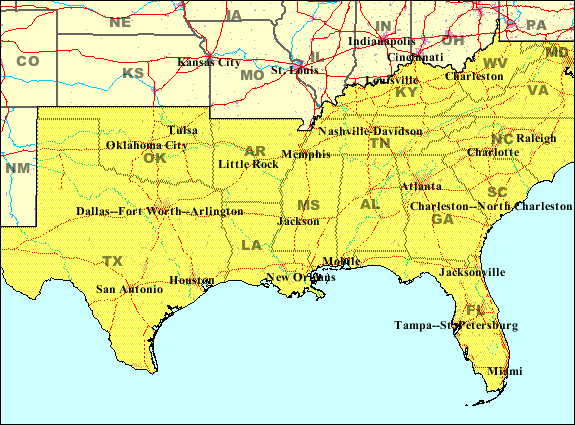 NE
IA
IN
OH
PA
Indianapolis
CO
KS
Kansas City
MO
St. Louis
IL
Cincinnati
WV
MD
Charleston
Louisville
KY
VA
Tulsa
Nashville-Davidson
NC
Raleigh
Oklahoma City
OK
AR
Little Rock
Memphis
TN
Charlotte
NM
Atlanta
SC
Dallas--Fort Worth--Arlington
MS
AL
Charleston--North Charleston
Jackson
GA
LA
TX
Mobile
Houston
New Orleans
Jacksonville
San Antonio
FL
Tampa--St. Petersburg
Miami